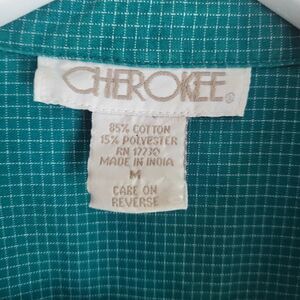 CHEROKEE®
85% COTTON
15% POLYESTER
RN 17730
MADE IN INDIA
M
CARE ON
REVERSE